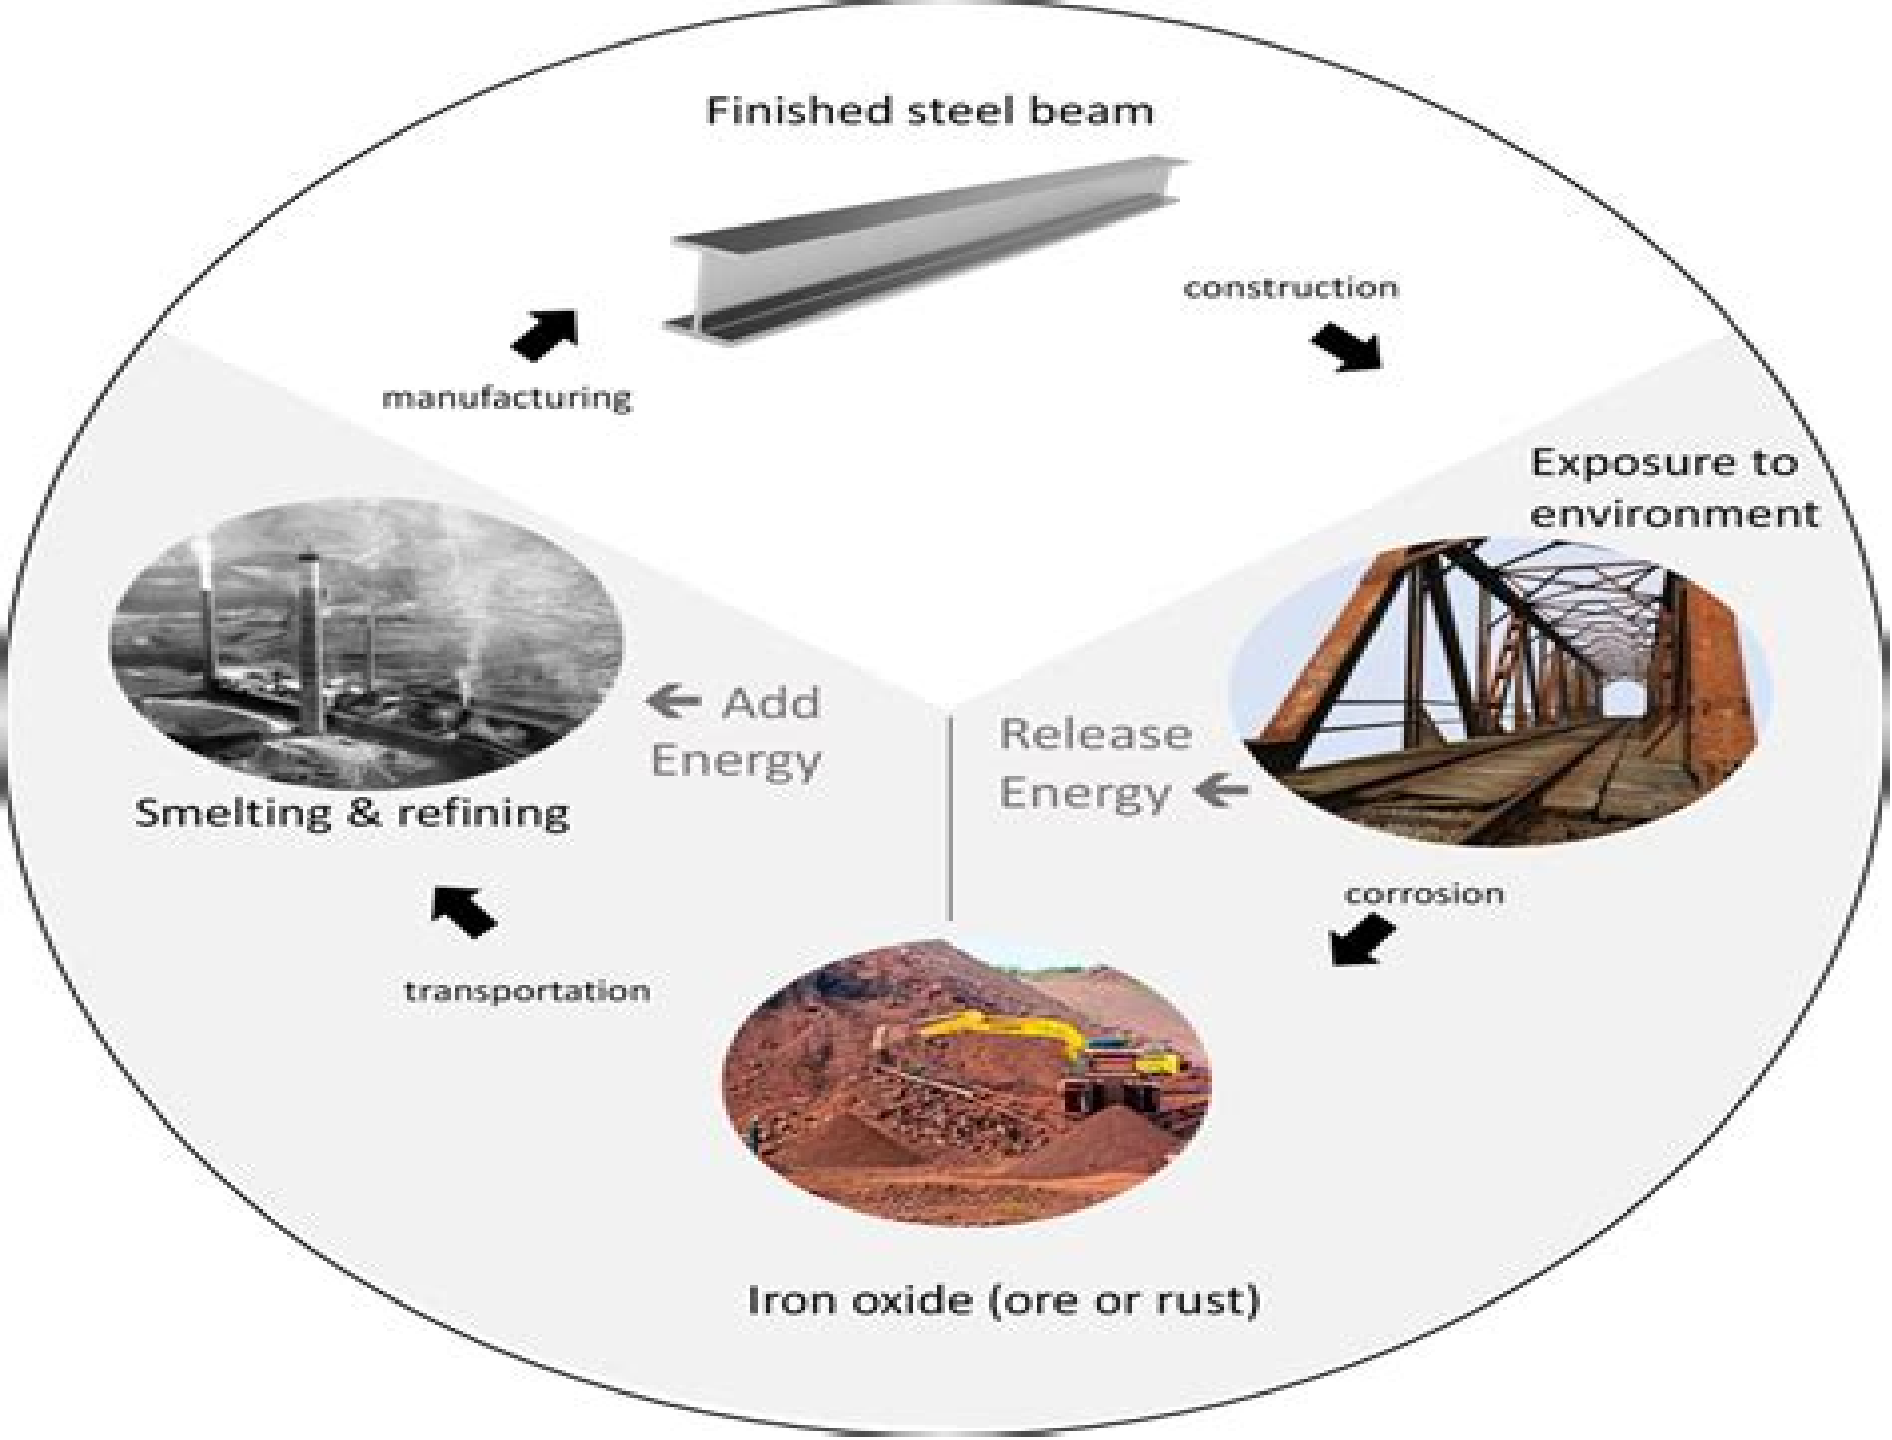 Finished steel beam
construction
manufacturing
Exposure to
environment
← Add
Energy
Release
Energy ←
Smelting & refining
corrosion
transportation
Iron oxide (ore or rust)